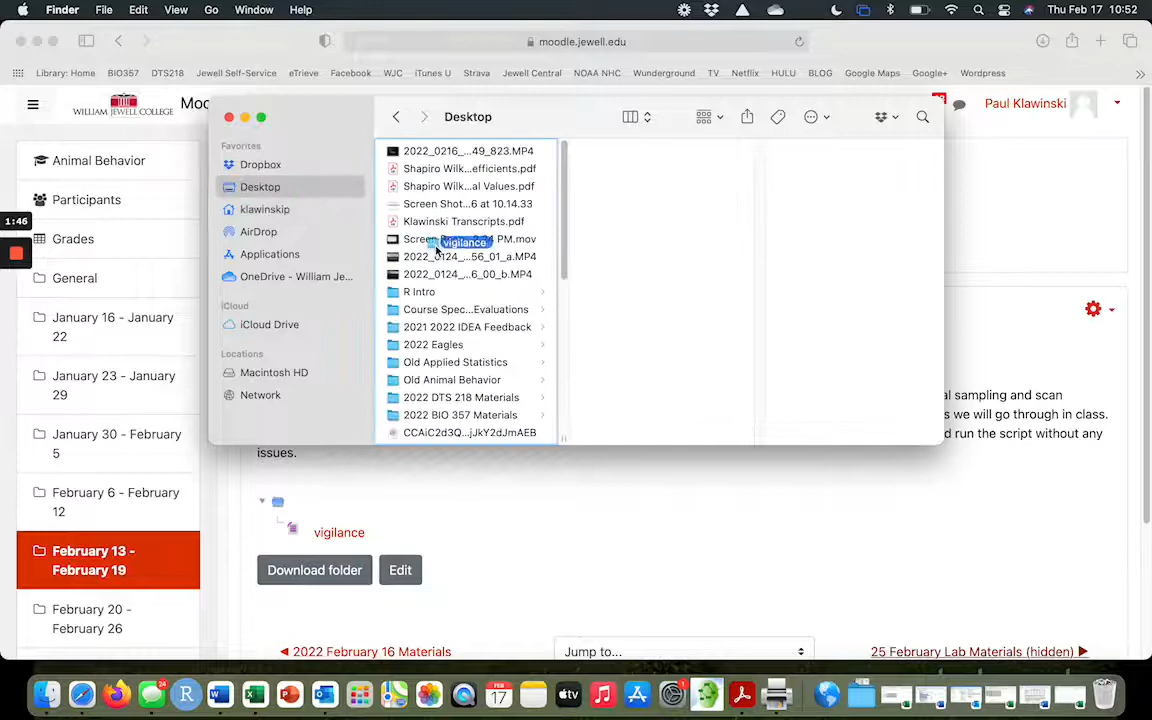 Finder File Edit View Go Window Help Thu Feb 17 10:52
moodle.jewell.edu
Library: Home BIO357 DTS218 Jewell Self-Service eTrieve Facebook WJC iTunes U Strava Jewell Central NOAA NHC Wunderground TV Netflix HULU BLOG Google Maps Google+ Wordpress
WILLIAM JEWELL COLLEGE Moo
Paul Klawinski
Desktop
Animal Behavior
Participants
Grades
General
January 16 - January
22
January 23 - January
29
January 30 - February
5
February 6 - February
12
February 13 -
February 19
February 20 -
February 26
1:46
Favorites
Dropbox
Desktop
klawinskip
AirDrop
Applications
OneDrive - William Je...
iCloud
iCloud Drive
Locations
Macintosh HD
Network
2022_0216_...49_823.MP4
Shapiro Wilk...efficients.pdf
Shapiro Wilk...al Values.pdf
Screen Shot...6 at 10.14.33
Klawinski Transcripts.pdf
Screen PM.mov
vigilance
2022_0124_...56_01_a.MP4
2022_0124_...6_00_b.MP4
R Intro
Course Spec...Evaluations
2021 2022 IDEA Feedback
2022 Eagles
Old Applied Statistics
Old Animal Behavior
2022 DTS 218 Materials
2022 BIO 357 Materials
CCAiC2d3Q...jJkY2dJmAEB
al sampling and scan
s we will go through in class.
d run the script without any
issues.
vigilance
Download folder Edit
2022 February 16 Materials
Jump to...
25 February Lab Materials (hidden)
24
FEB
17
tv